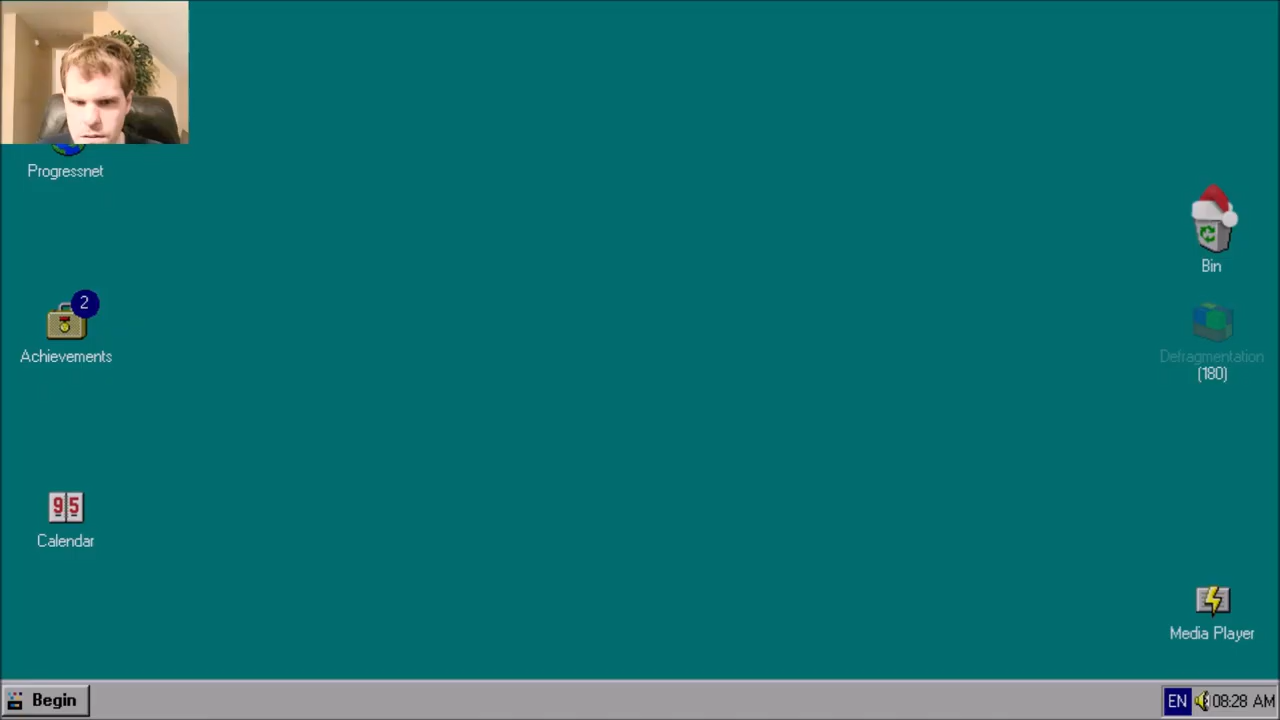 Progressnet
Bin
2
Achievements
Defragmentation
(180)
95
Calendar
Media Player
Begin
EN
08:28 AM